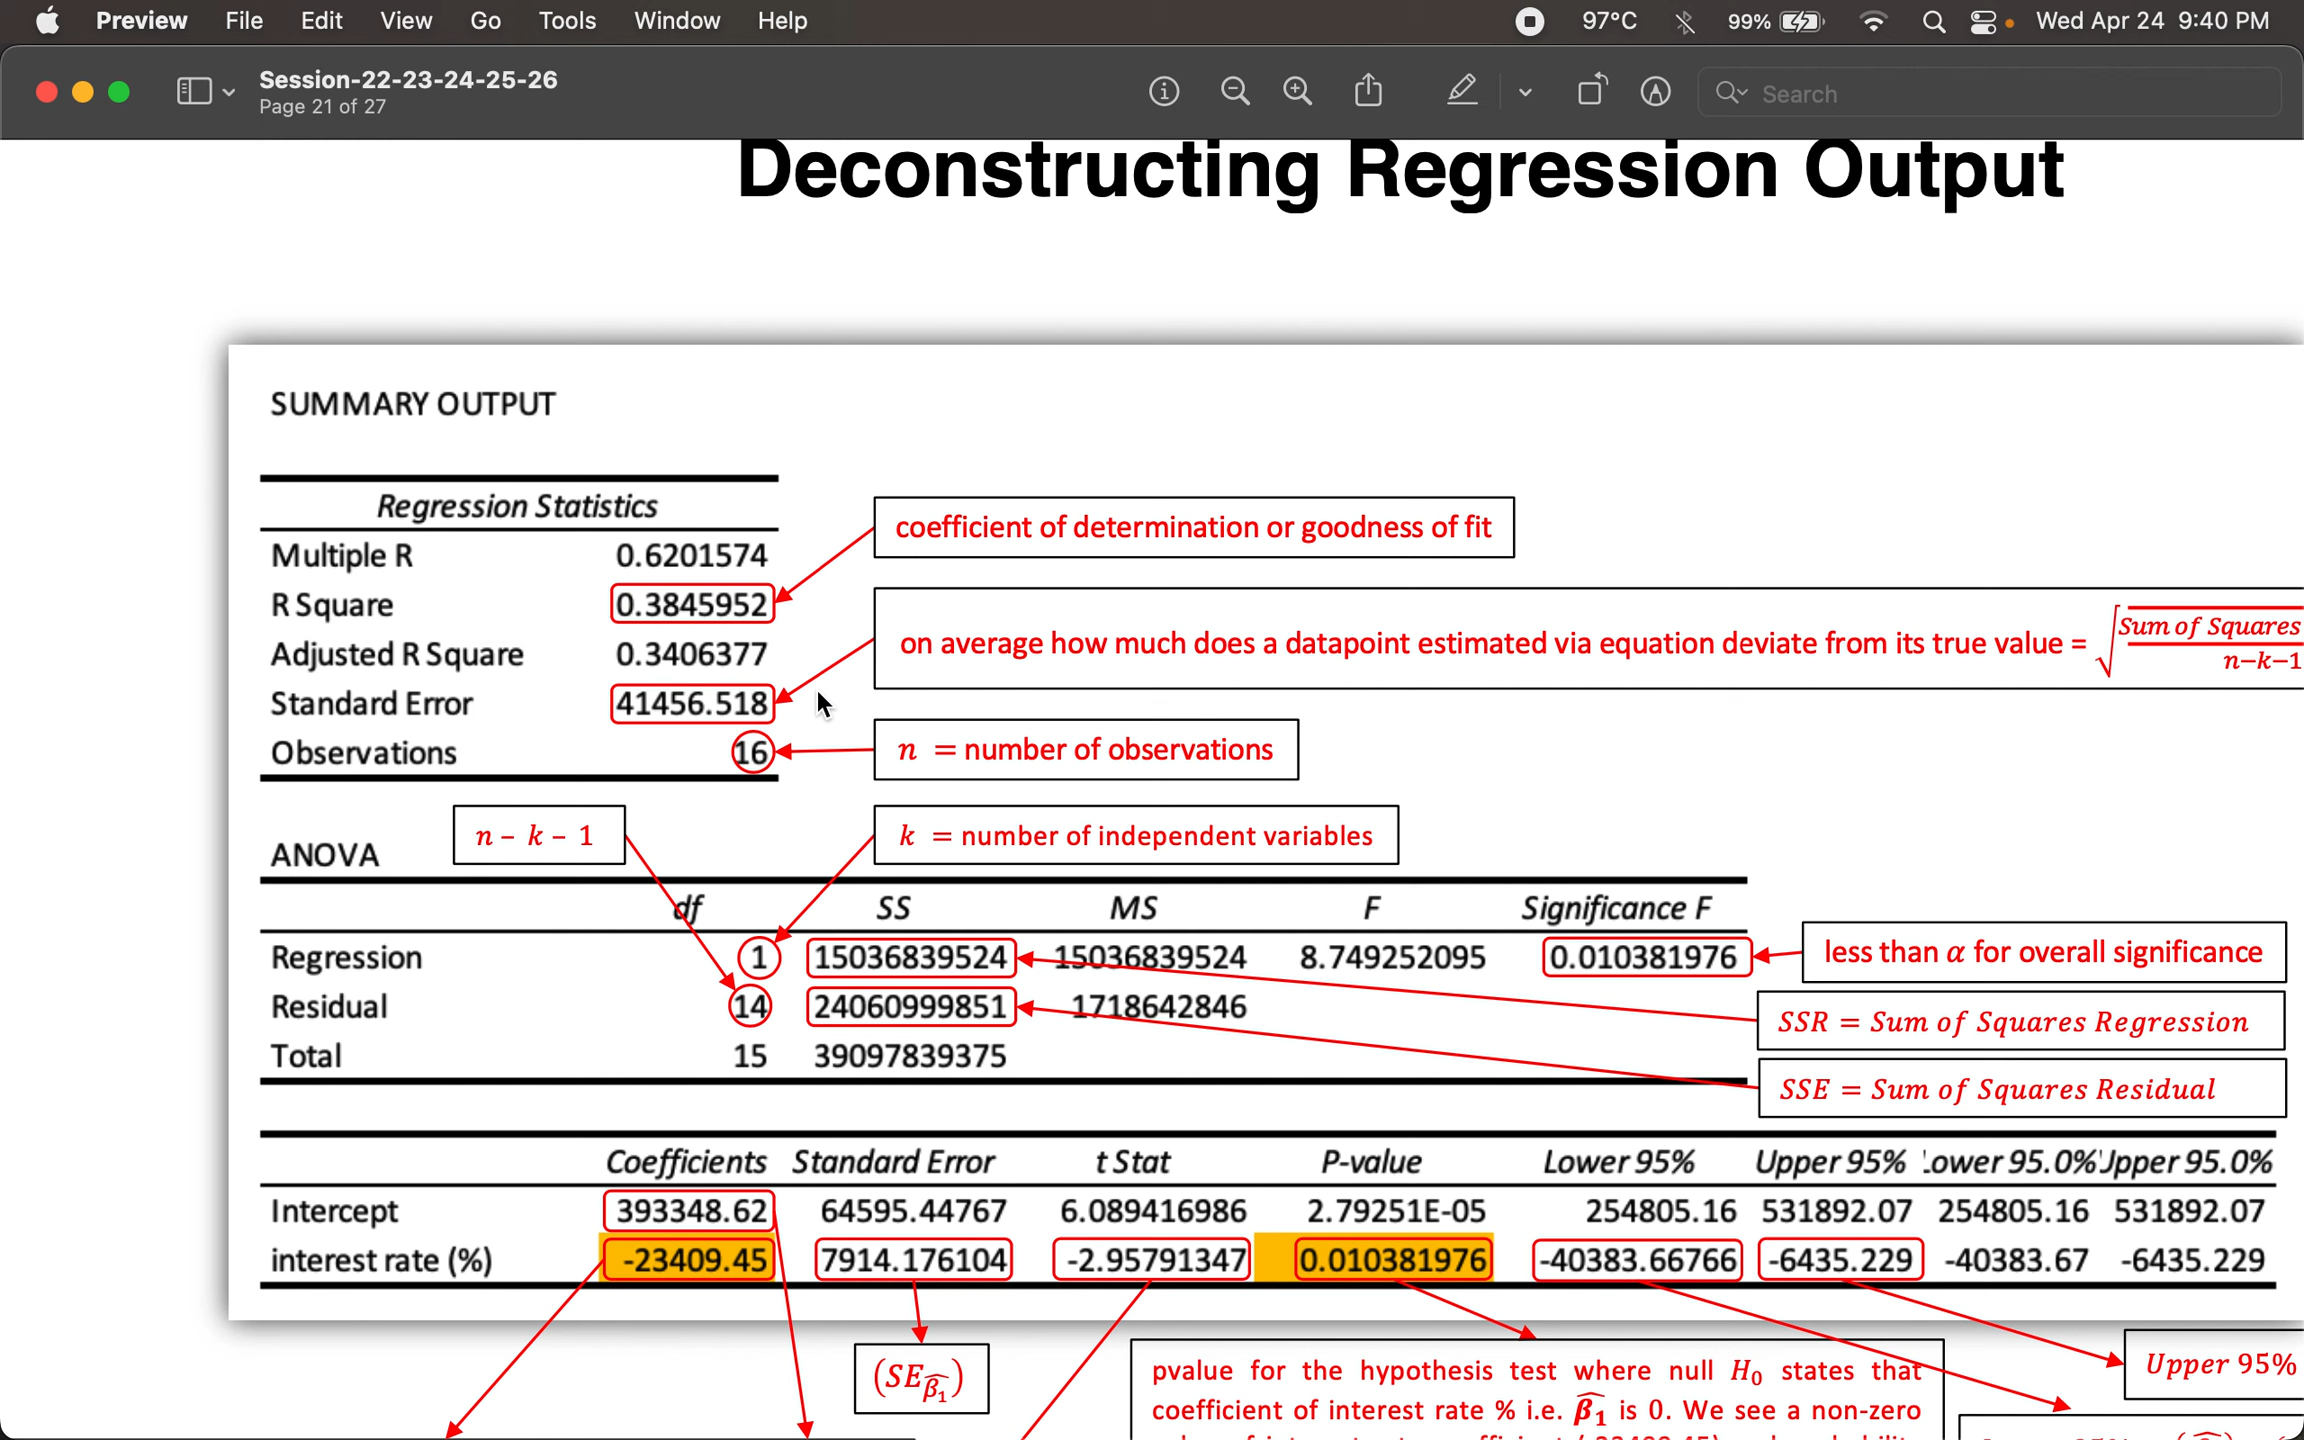 Preview File Edit View Go Tools Window Help 97°C 99% Wed Apr 24 9:40 PM
Session-22-23-24-25-26
Page 21 of 27
Search
Deconstructing Regression Output
SUMMARY OUTPUT
Regression Statistics
Multiple R 0.6201574
R Square 0.3845952
Adjusted R Square 0.3406377
Standard Error 41456.518
Observations 16
coefficient of determination or goodness of fit
on average how much does a datapoint estimated via equation deviate from its true value = √ Sum of Squares
n−k−1
n = number of observations
n – k – 1
k = number of independent variables
ANOVA
df SS MS F Significance F
Regression 1 15036839524 15036839524 8.749252095 0.010381976
Residual 14 24060999851 1718642846
Total 15 39097839375
less than α for overall significance
SSR = Sum of Squares Regression
SSE = Sum of Squares Residual
Coefficients Standard Error t Stat P-value Lower 95% Upper 95% Lower 95.0% Upper 95.0%
Intercept 393348.62 64595.44767 6.089416986 2.79251E-05 254805.16 531892.07 254805.16 531892.07
interest rate (%) -23409.45 7914.176104 -2.95791347 0.010381976 -40383.66766 -6435.229 -40383.67 -6435.229
(SE β̂₁)
pvalue for the hypothesis test where null H₀ states that
coefficient of interest rate % i.e. β̂₁ is 0. We see a non-zero
Upper 95%